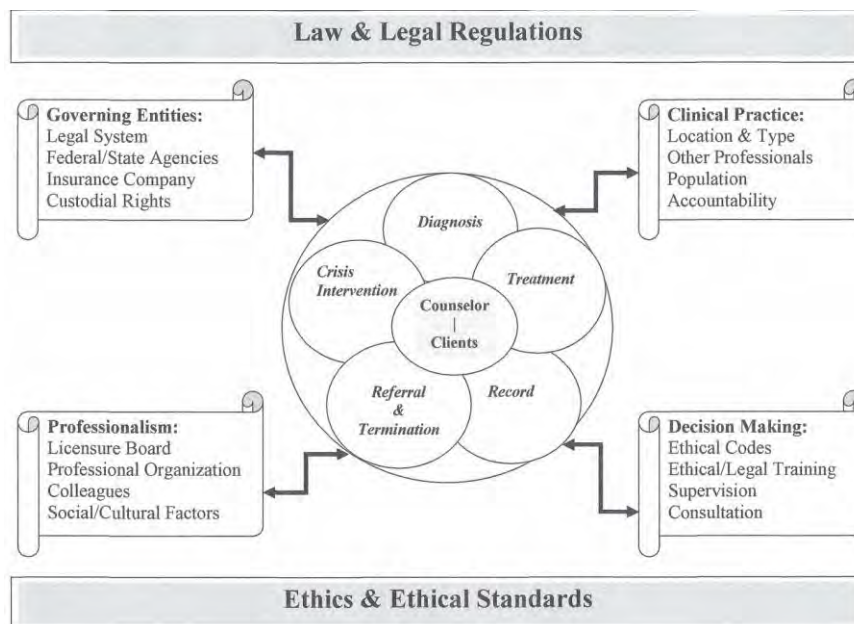 Law & Legal Regulations
Governing Entities:
Legal System
Federal/State Agencies
Insurance Company
Custodial Rights
Clinical Practice:
Location & Type
Other Professionals
Population
Accountability
Diagnosis
Crisis
Intervention
Treatment
Counselor
|
Clients
Referral
&
Termination
Record
Professionalism:
Licensure Board
Professional Organization
Colleagues
Social/Cultural Factors
Decision Making:
Ethical Codes
Ethical/Legal Training
Supervision
Consultation
Ethics & Ethical Standards